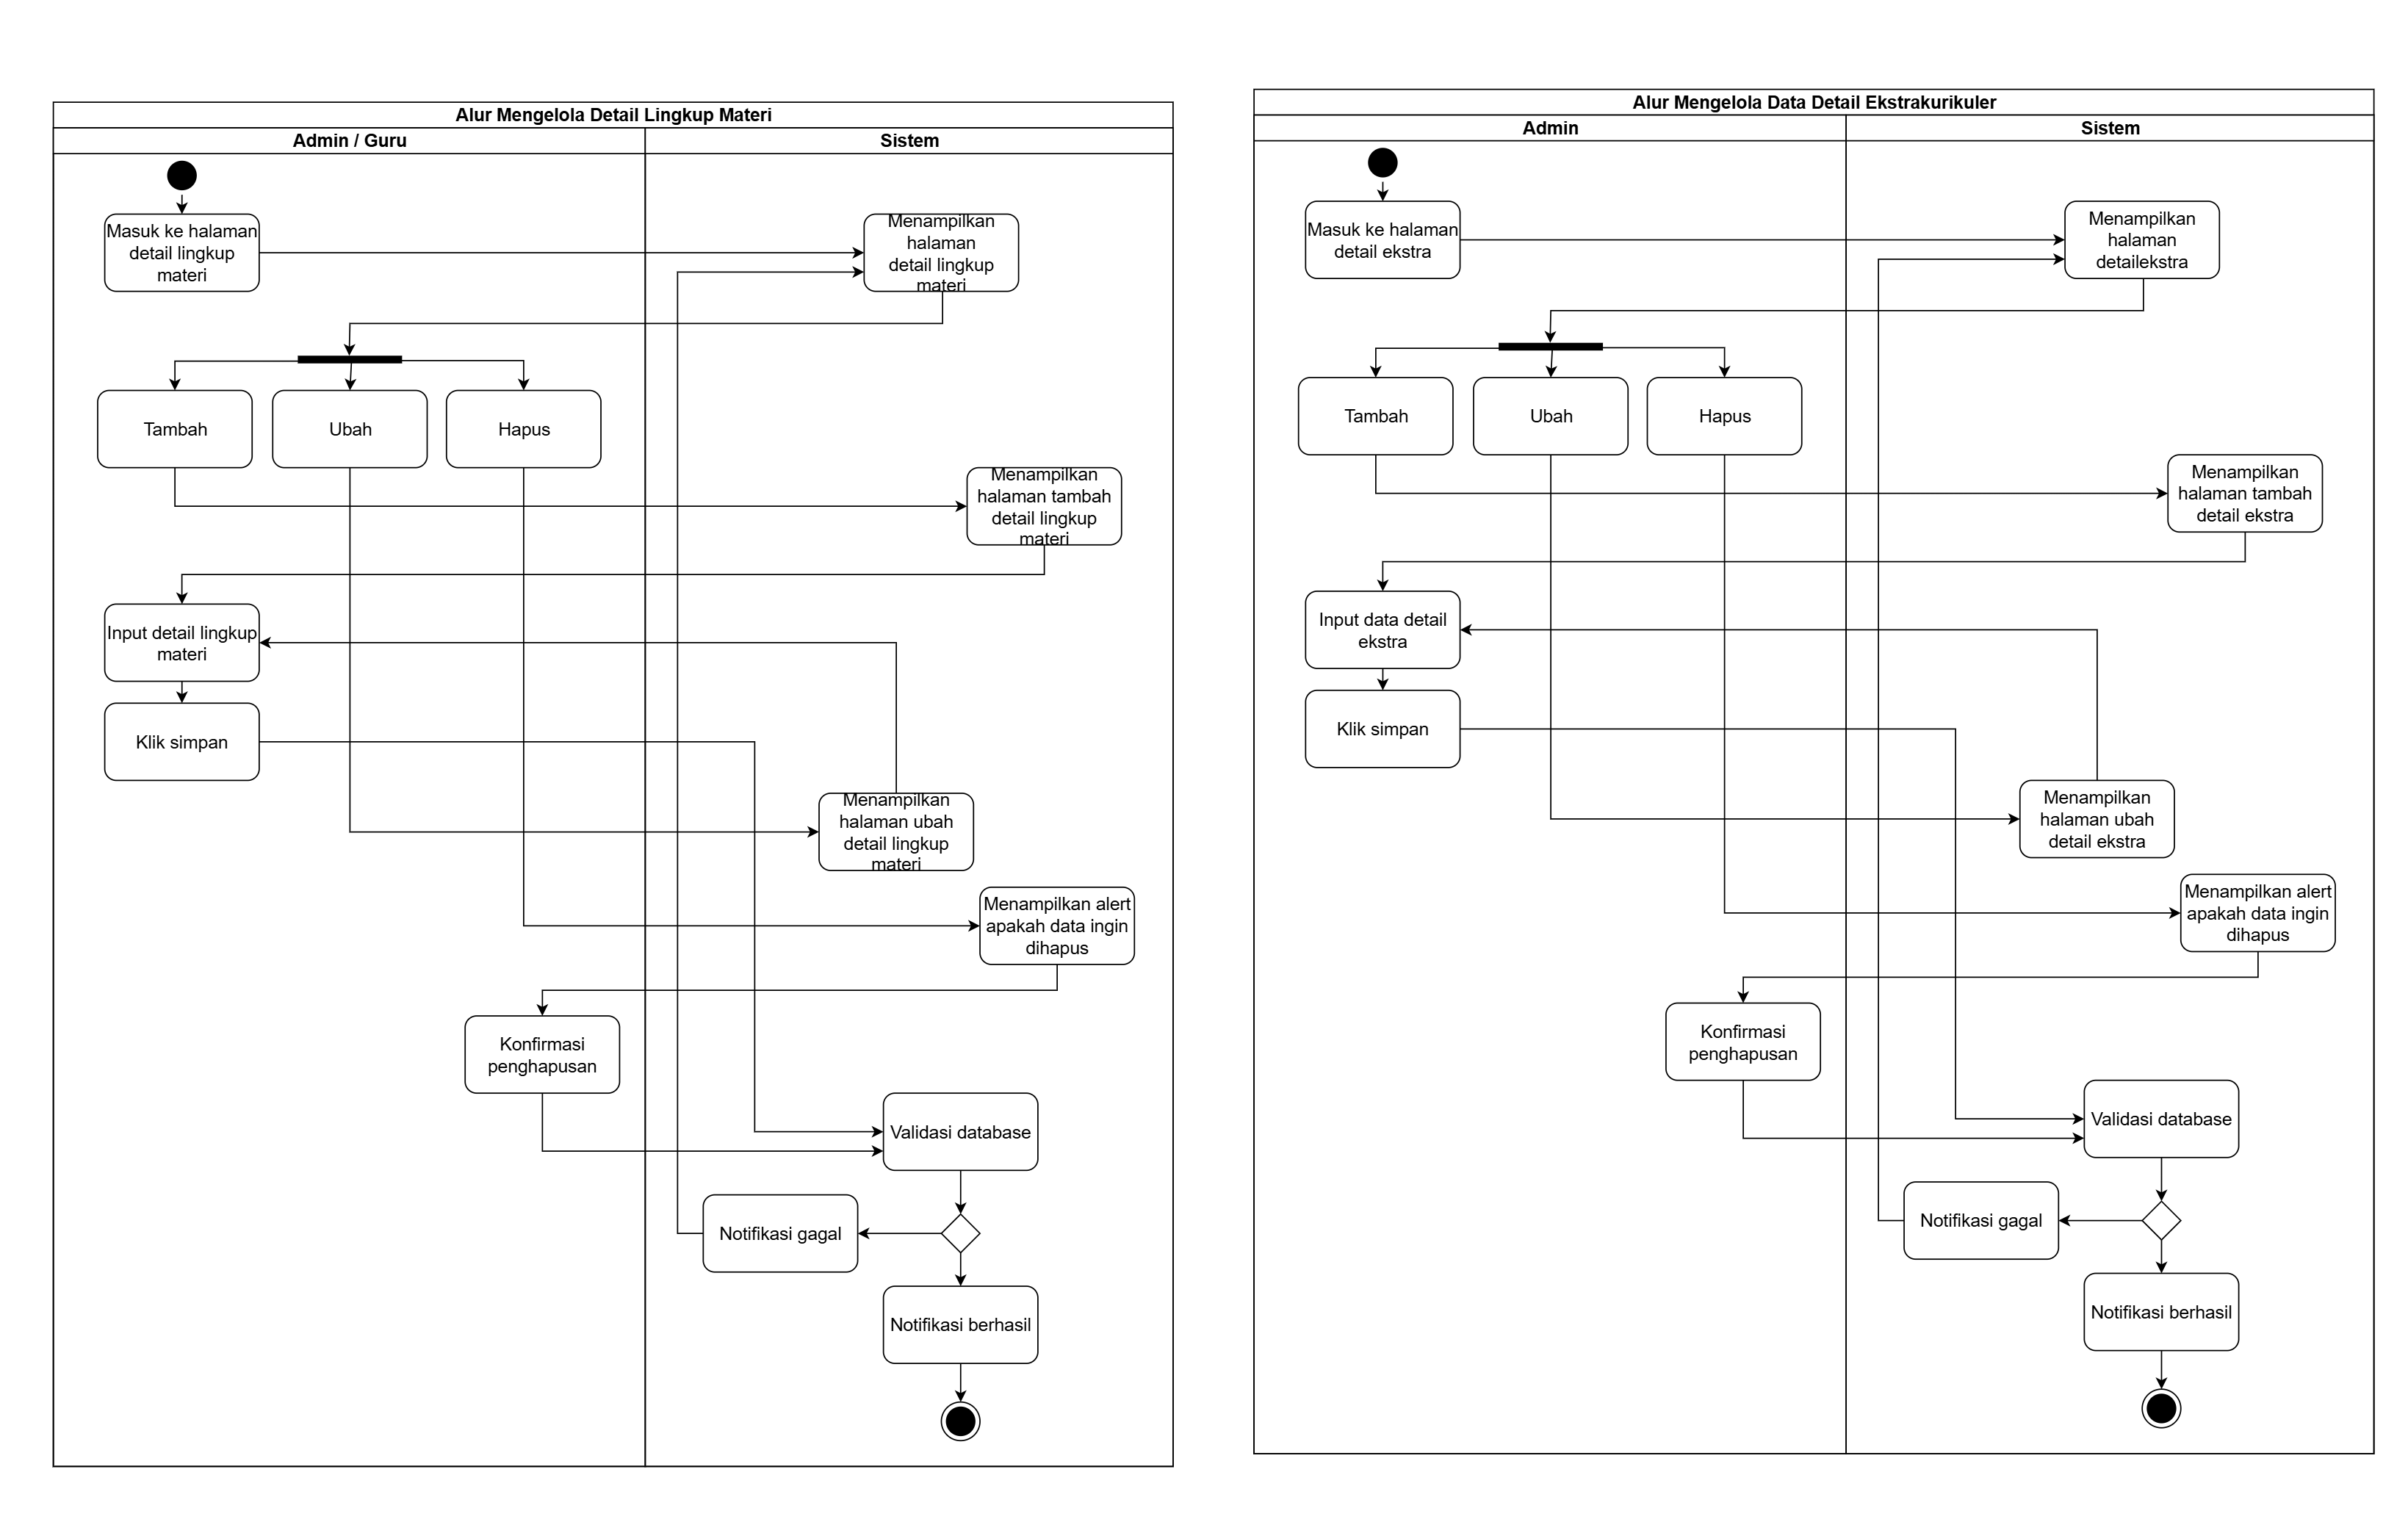 Alur Mengelola Detail Lingkup Materi
Admin / Guru
Sistem
Masuk ke halaman
detail lingkup
materi
Menampilkan
halaman
detail lingkup
materi
Tambah
Ubah
Hapus
Menampilkan
halaman tambah
detail lingkup
materi
Input detail lingkup
materi
Klik simpan
Menampilkan
halaman ubah
detail lingkup
materi
Menampilkan alert
apakah data ingin
dihapus
Konfirmasi
penghapusan
Validasi database
Notifikasi gagal
Notifikasi berhasil
Alur Mengelola Data Detail Ekstrakurikuler
Admin
Sistem
Masuk ke halaman
detail ekstra
Menampilkan
halaman
detailekstra
Tambah
Ubah
Hapus
Menampilkan
halaman tambah
detail ekstra
Input data detail
ekstra
Klik simpan
Menampilkan
halaman ubah
detail ekstra
Menampilkan alert
apakah data ingin
dihapus
Konfirmasi
penghapusan
Validasi database
Notifikasi gagal
Notifikasi berhasil